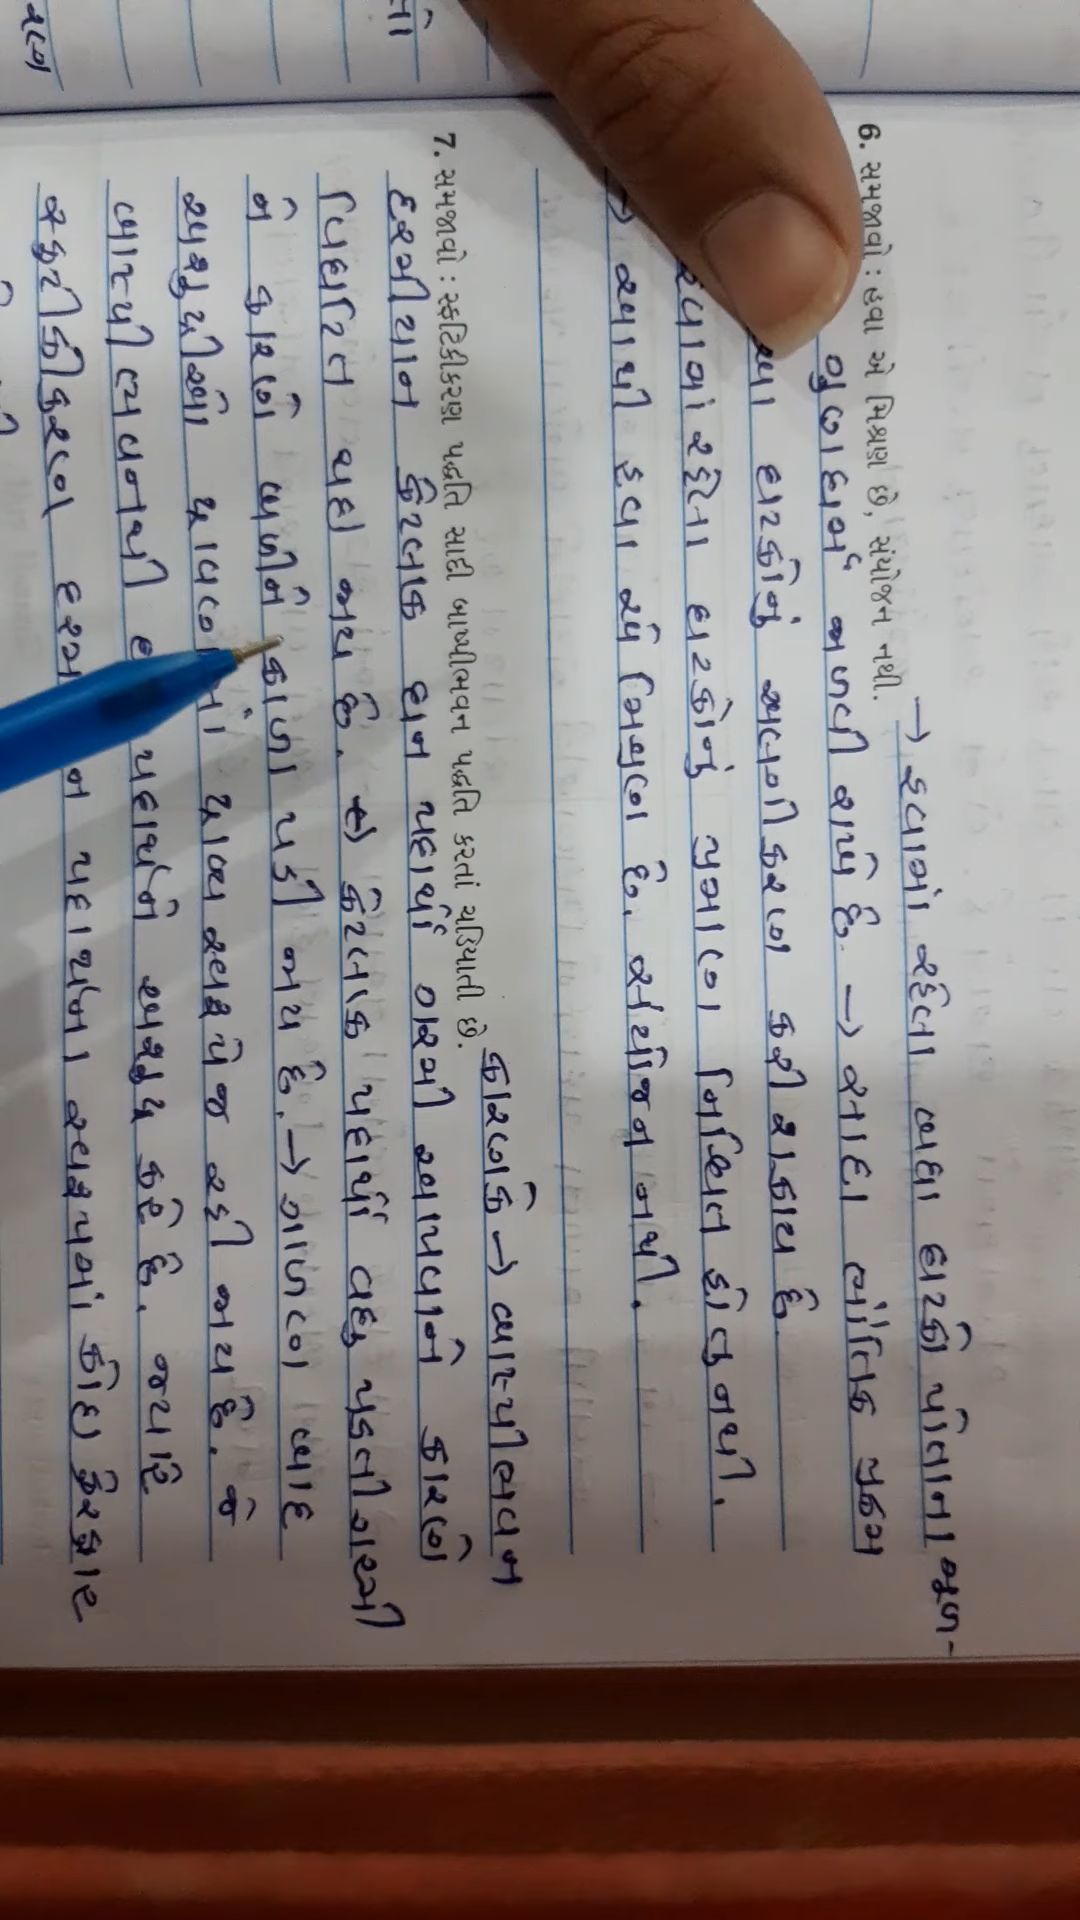 6. સમજાવો : હવા એ મિશ્રણ છે, સંયોજન નથી.
→ હવામાં રહેલા બધા ઘટકો પોતાના મૂળ-
ગુણધર્મ જાળવી રાખે છે. → સાદા ભૌતિક પૃથ્થ
ઘટકોનું અલગીકરણ કરી શકાય છે.
હવામાં રહેલા ઘટકોનું પ્રમાણ નિશ્ચિત હોતુ નથી.
→ આથી હવા એ મિશ્રણ છે. સંયોજન નથી.
7. સમજાવો : સ્ફટિકીકરણ પદ્ધતિ સાદી બાષ્પીભવન પદ્ધતિ કરતાં ચડિયાતી છે.
કારણકે → બાષ્પીભવન
દરમીયાન કેટલાક ઘન પદાર્થો ગરમી આપવાને કારણે
વિઘટિત થઇ જાય છે. → કેટલાક પદાર્થો વધુ પડતી ગરમી
ને કારણે બળીને કાળા પડી જાય છે. → ગાળણ બાદ
અશુધ્ધીઓ દ્રાવણમાં દ્રાવ્ય સ્વરૂપેજ રહી જાય છે. જે
બાષ્પીભવનથી પદાર્થને અશુધ્ધ કરે છે. જયારે
સ્ફટીકીકરણ પદાર્થના સ્વરૂપમાં કોઇ ફેરફાર